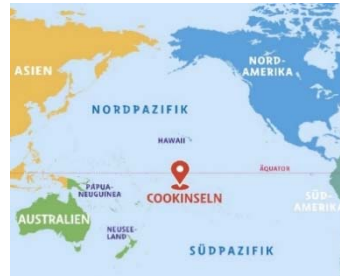 NORD-
AMERIKA
ASIEN
NORDPAZIFIK
HAWAII
ÄQUATOR
PAPUA-
NEUGUINEA
COOKINSELN
SÜD-
AMERIKA
AUSTRALIEN
NEUSEE-
LAND
SÜDPAZIFIK